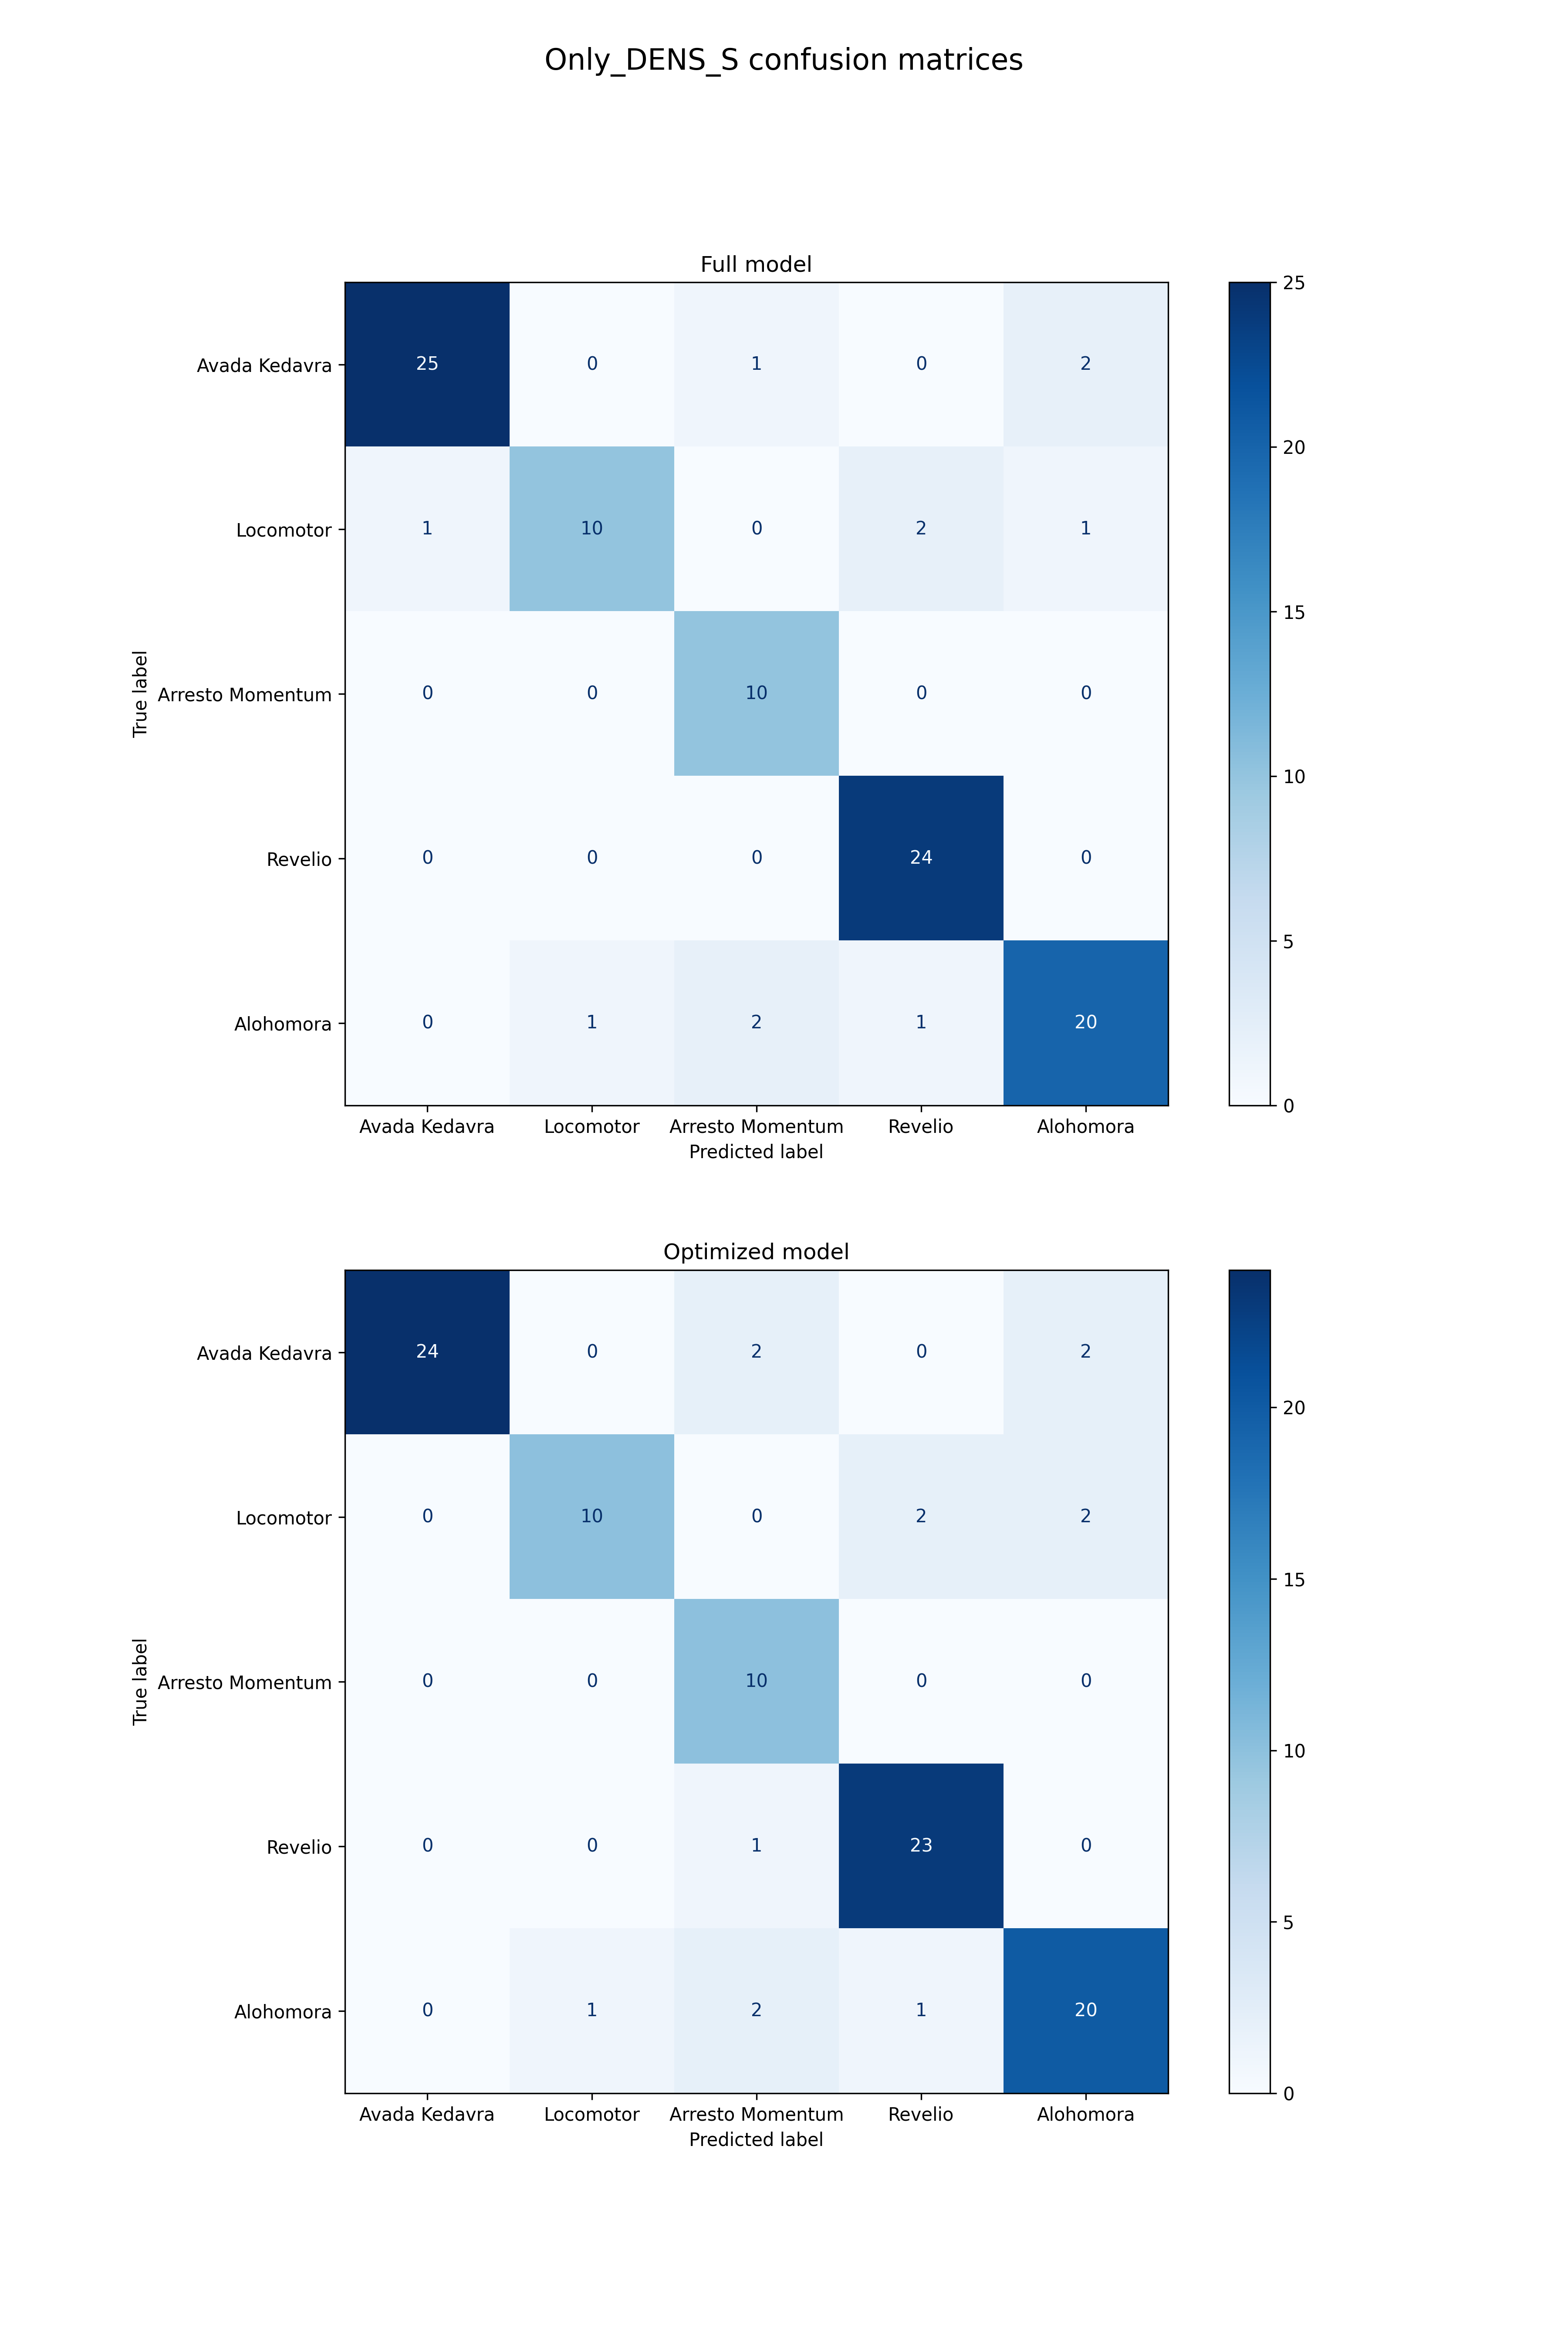 Only_DENS_S confusion matrices
Full model
True label
Avada Kedavra 25 0 1 0 2
Locomotor 1 10 0 2 1
Arresto Momentum 0 0 10 0 0
Revelio 0 0 0 24 0
Alohomora 0 1 2 1 20
Avada Kedavra Locomotor Arresto Momentum Revelio Alohomora
Predicted label
25
20
15
10
5
0
Optimized model
True label
Avada Kedavra 24 0 2 0 2
Locomotor 0 10 0 2 2
Arresto Momentum 0 0 10 0 0
Revelio 0 0 1 23 0
Alohomora 0 1 2 1 20
Avada Kedavra Locomotor Arresto Momentum Revelio Alohomora
Predicted label
20
15
10
5
0